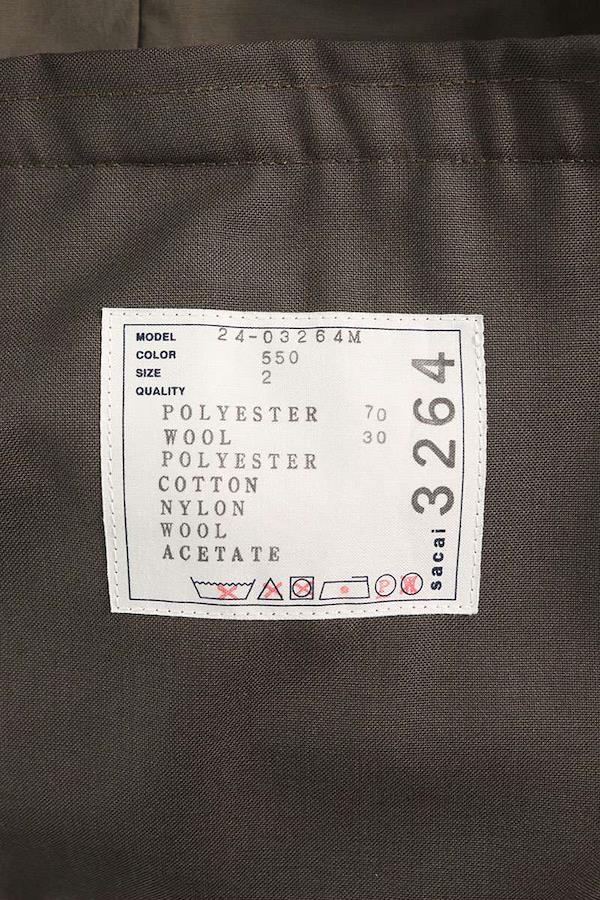 MODEL 24-03264M
COLOR 550
SIZE 2
QUALITY
POLYESTER 70
WOOL 30
POLYESTER
COTTON
NYLON
WOOL
ACETATE
P W
sacai 3264